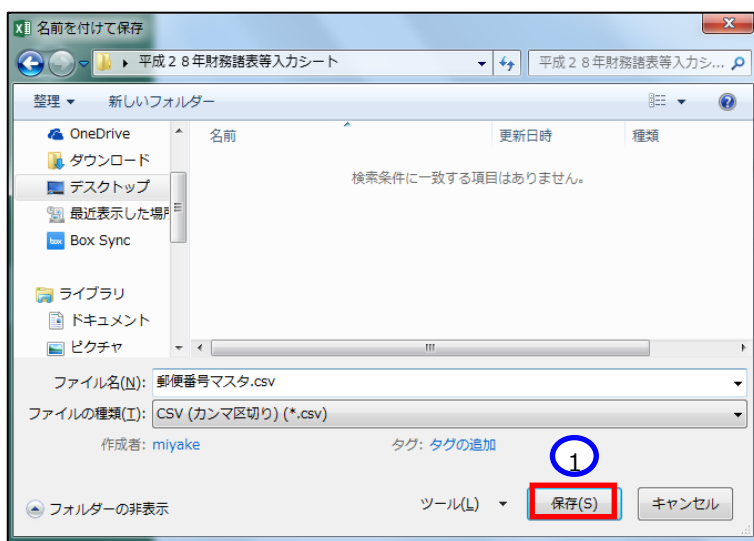 名前を付けて保存
平成２８年財務諸表等入力シート
平成２８年財務諸表等入力シ...
整理 新しいフォルダー
名前 更新日時 種類
検索条件に一致する項目はありません。
OneDrive
ダウンロード
デスクトップ
最近表示した場所
Box Sync
ライブラリ
ドキュメント
ピクチャ
ファイル名(N): 郵便番号マスタ.csv
ファイルの種類(T): CSV (カンマ区切り) (*.csv)
作成者: miyake タグ: タグの追加
1
フォルダーの非表示 ツール(L) 保存(S) キャンセル